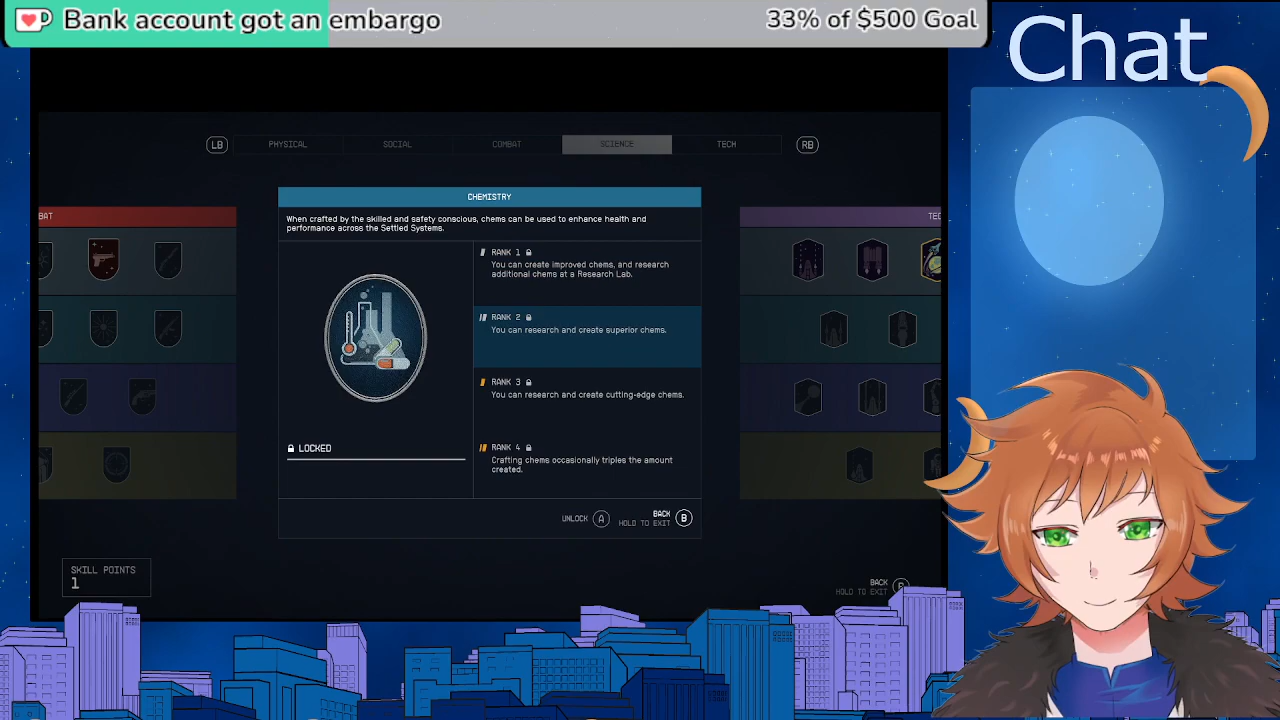 Bank account got an embargo
33% of $500 Goal
Chat
LB PHYSICAL SOCIAL COMBAT SCIENCE TECH RB
CHEMISTRY
When crafted by the skilled and safety conscious, chems can be used to enhance health and
performance across the Settled Systems.
BAT
TEC
RANK 1
You can create improved chems, and research
additional chems at a Research Lab.
RANK 2
You can research and create superior chems.
RANK 3
You can research and create cutting-edge chems.
LOCKED
RANK 4
Crafting chems occasionally triples the amount
created.
UNLOCK A
BACK
HOLD TO EXIT B
SKILL POINTS
1
BACK
HOLD TO EXIT